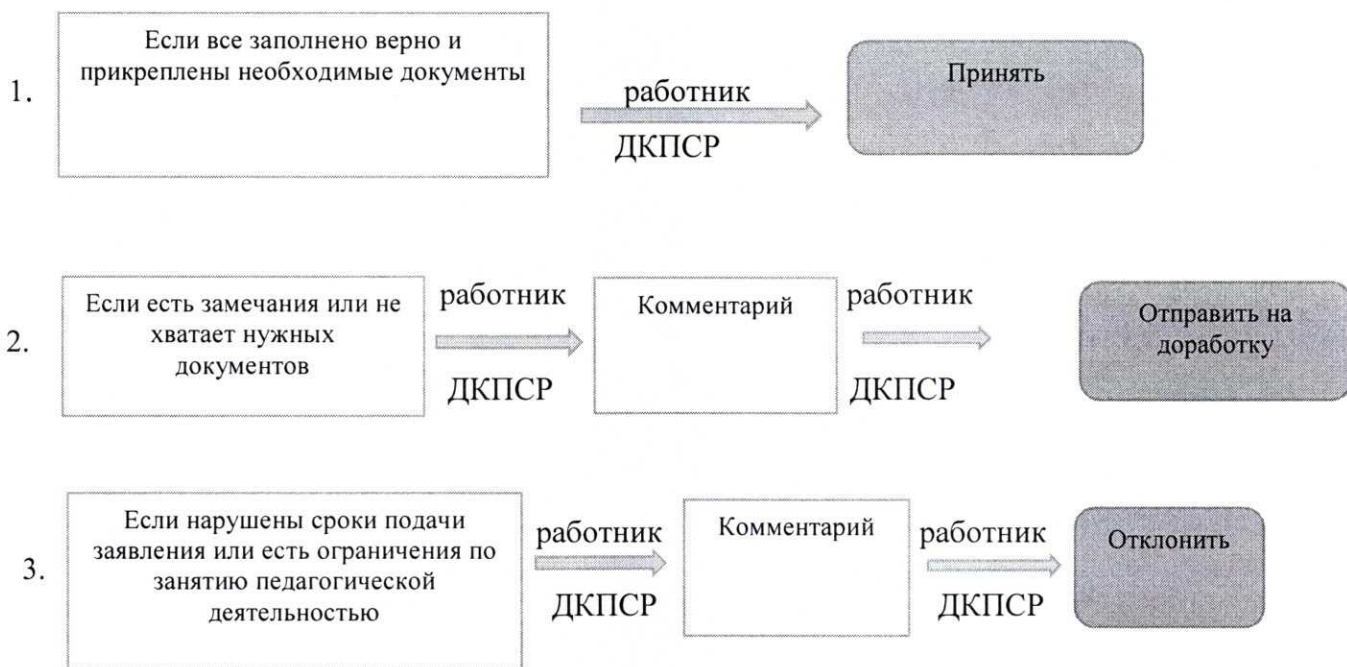 1.
Если все заполнено верно и
прикреплены необходимые документы
работник
ДКПСР
Принять
2.
Если есть замечания или не
хватает нужных
документов
работник
ДКПСР
Комментарий
работник
ДКПСР
Отправить на
доработку
3.
Если нарушены сроки подачи
заявления или есть ограничения по
занятию педагогической
деятельностью
работник
ДКПСР
Комментарий
работник
ДКПСР
Отклонить